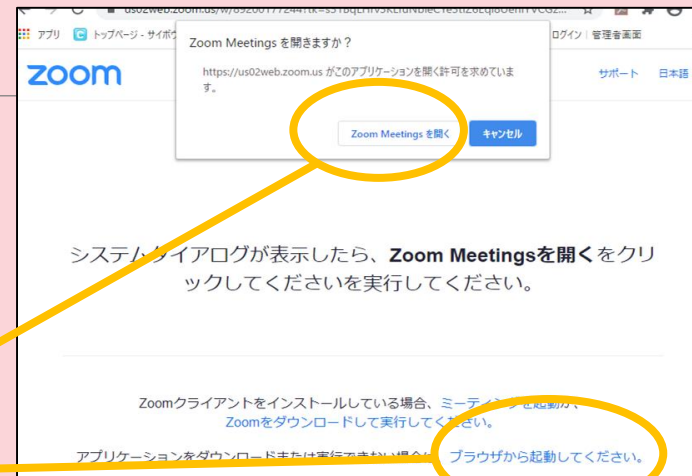 us02web.zoom.us/w/
アプリ
トップページ - サイボウ
ログイン
管理者画面
Zoom Meetings を開きますか？
https://us02web.zoom.us がこのアプリケーションを開く許可を求めていま
す。
Zoom Meetings を開く
キャンセル
zoom
サポート
日本語
システムダイアログが表示したら、Zoom Meetingsを開くをクリ
ックしてくださいを実行してください。
Zoomクライアントをインストールしている場合、ミーティングを起動か、
Zoomをダウンロードして実行してください。
アプリケーションをダウンロードまたは実行できない場合は
ブラウザから起動してください。